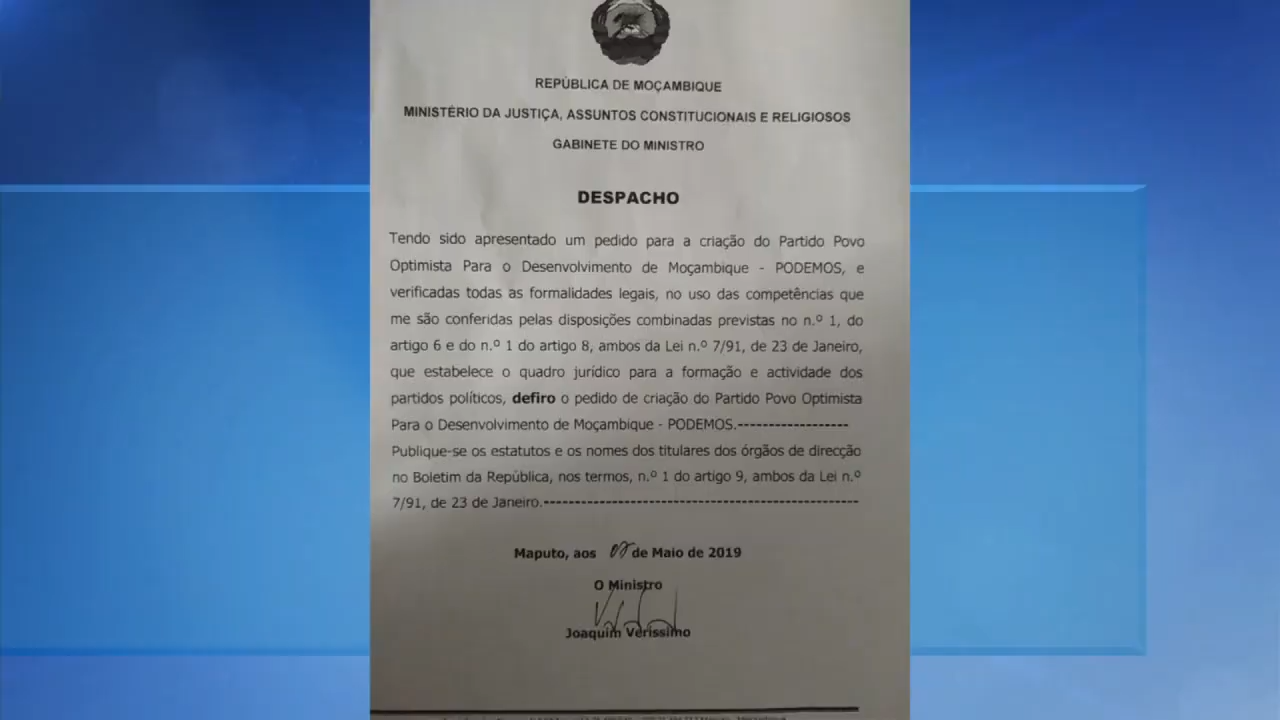 REPÚBLICA DE MOÇAMBIQUE
MINISTÉRIO DA JUSTIÇA, ASSUNTOS CONSTITUCIONAIS E RELIGIOSOS
GABINETE DO MINISTRO
DESPACHO
Tendo sido apresentado um pedido para a criação do Partido Povo
Optimista Para o Desenvolvimento de Moçambique - PODEMOS, e
verificadas todas as formalidades legais, no uso das competências que
me são conferidas pelas disposições combinadas previstas no n.º 1, do
artigo 6 e do n.º 1 do artigo 8, ambos da Lei n.º 7/91, de 23 de Janeiro,
que estabelece o quadro jurídico para a formação e actividade dos
partidos políticos, defiro o pedido de criação do Partido Povo Optimista
Para o Desenvolvimento de Moçambique - PODEMOS.------------------
Publique-se os estatutos e os nomes dos titulares dos órgãos de direcção
no Boletim da República, nos termos, n.º 1 do artigo 9, ambos da Lei n.º
7/91, de 23 de Janeiro.--------------------------------------------------
Maputo, aos de Maio de 2019
O Ministro
Joaquim Veríssimo